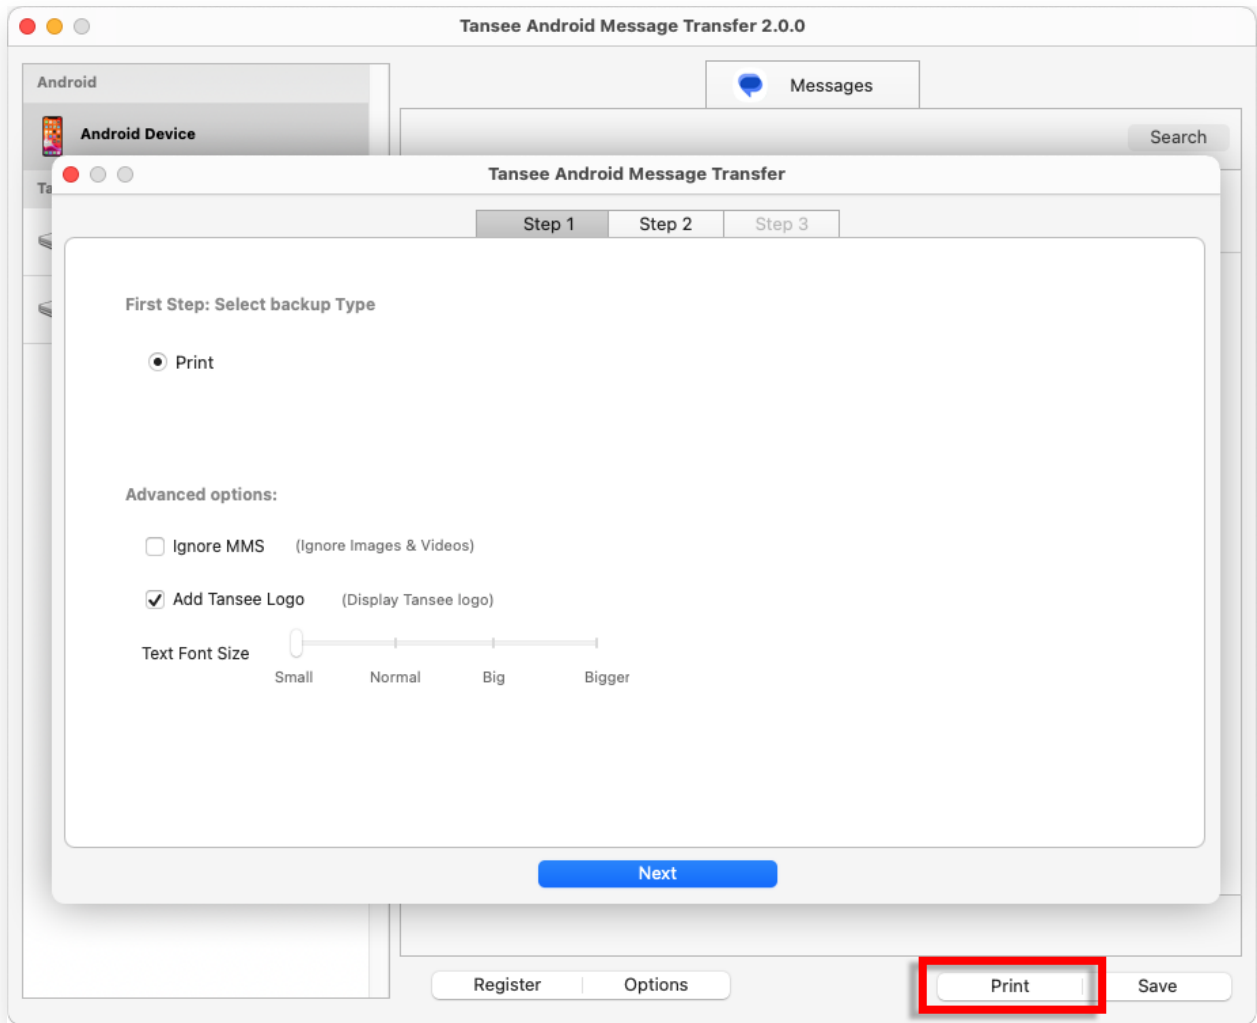 Tansee Android Message Transfer 2.0.0
Android
Messages
Android Device
Search
Tansee Android Message Transfer
Ta
Step 1 Step 2 Step 3
First Step: Select backup Type
Print
Advanced options:
Ignore MMS (Ignore Images & Videos)
Add Tansee Logo (Display Tansee logo)
Text Font Size
Small Normal Big Bigger
Next
Register Options Print Save